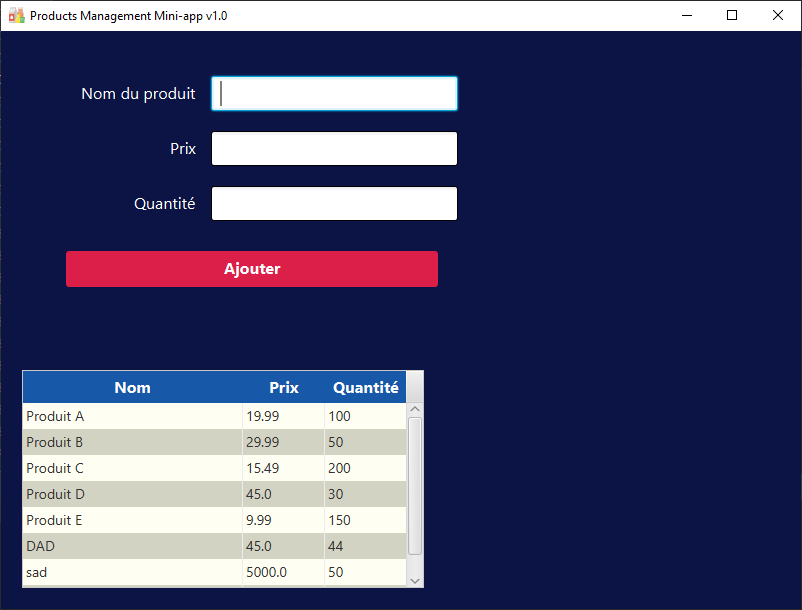 Products Management Mini-app v1.0
Nom du produit
Prix
Quantité
Ajouter
Nom Prix Quantité
Produit A 19.99 100
Produit B 29.99 50
Produit C 15.49 200
Produit D 45.0 30
Produit E 9.99 150
DAD 45.0 44
sad 5000.0 50